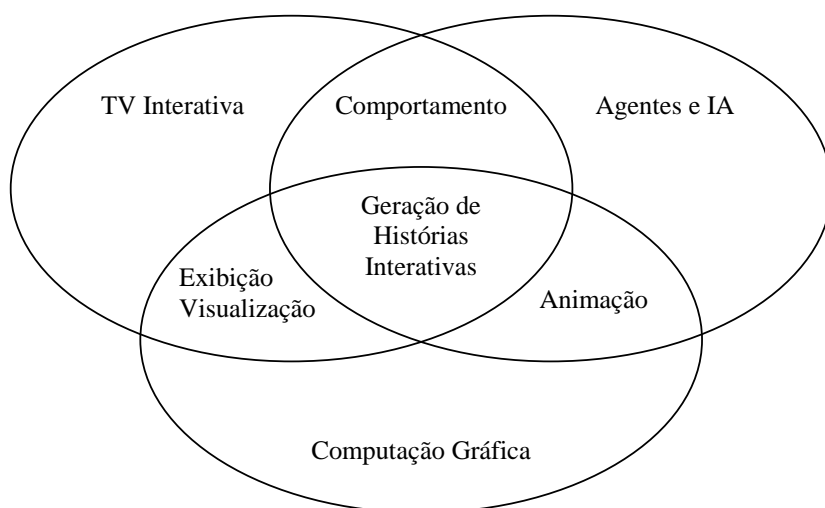 TV Interativa
Comportamento
Agentes e IA
Geração de
Histórias
Interativas
Exibição
Visualização
Animação
Computação Gráfica